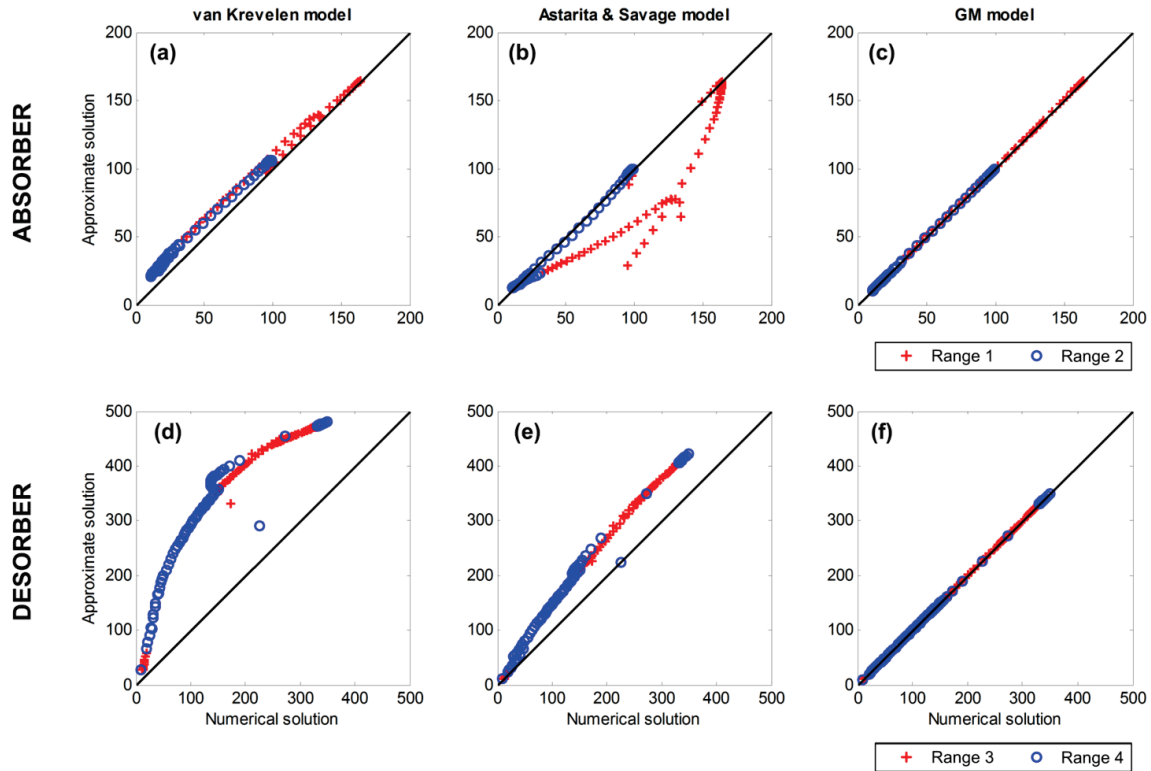 van Krevelen model
Astarita & Savage model
GM model
ABSORBER
Approximate solution
200
150
100
50
0
(a)
0 50 100 150 200
200
150
100
50
0
(b)
0 50 100 150 200
200
150
100
50
0
(c)
0 50 100 150 200
Range 1 Range 2
DESORBER
Approximate solution
500
400
300
200
100
0
(d)
0 100 200 300 400 500
Numerical solution
500
400
300
200
100
0
(e)
0 100 200 300 400 500
Numerical solution
500
400
300
200
100
0
(f)
0 100 200 300 400 500
Numerical solution
Range 3 Range 4